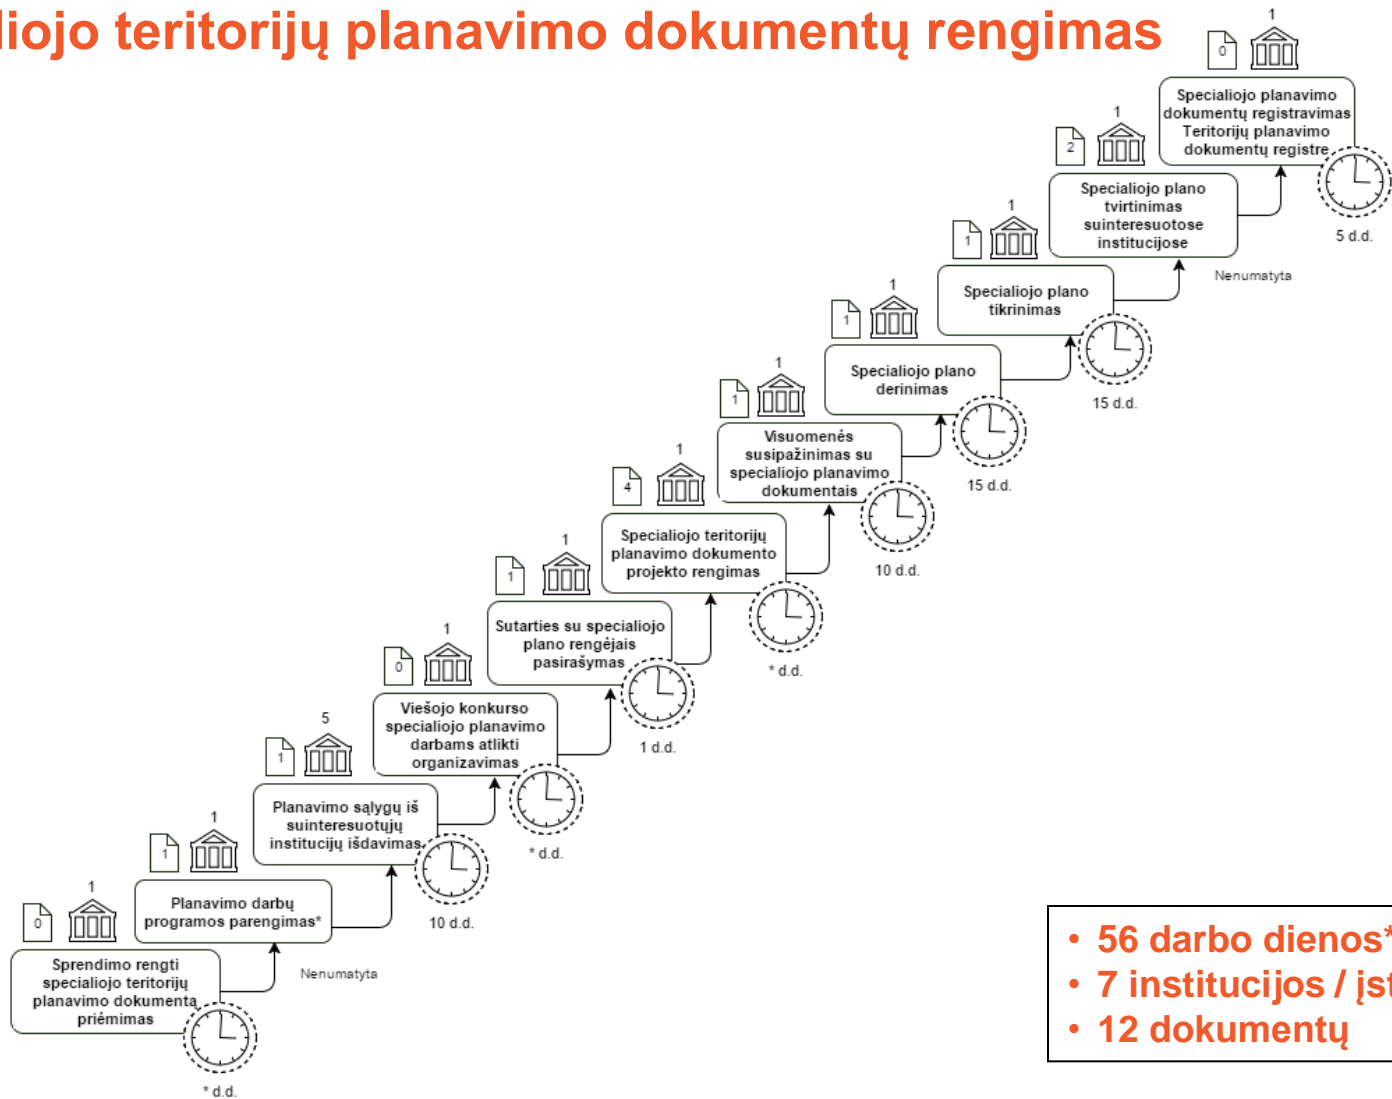 liojo teritorijų planavimo dokumentų rengimas
1
0
Specialiojo planavimo
dokumentų registravimas
Teritorijų planavimo
dokumentų registre
5 d.d.
1
2
Specialiojo plano
tvirtinimas
suinteresuotose
institucijose
Nenumatyta
1
1
Specialiojo plano
tikrinimas
15 d.d.
1
1
Specialiojo plano
derinimas
15 d.d.
1
1
Visuomenės
susipažinimas su
specialiojo planavimo
dokumentais
10 d.d.
1
4
Specialiojo teritorijų
planavimo dokumento
projekto rengimas
* d.d.
1
1
Sutarties su specialiojo
plano rengėjais
pasirašymas
1 d.d.
1
0
Viešojo konkurso
specialiojo planavimo
darbams atlikti
organizavimas
* d.d.
5
1
Planavimo sąlygų iš
suinteresuotųjų
institucijų išdavimas
10 d.d.
1
1
Planavimo darbų
programos parengimas*
Nenumatyta
1
0
Sprendimo rengti
specialiojo teritorijų
planavimo dokumentą
priėmimas
* d.d.
• 56 darbo dienos*
• 7 institucijos / įst
• 12 dokumentų